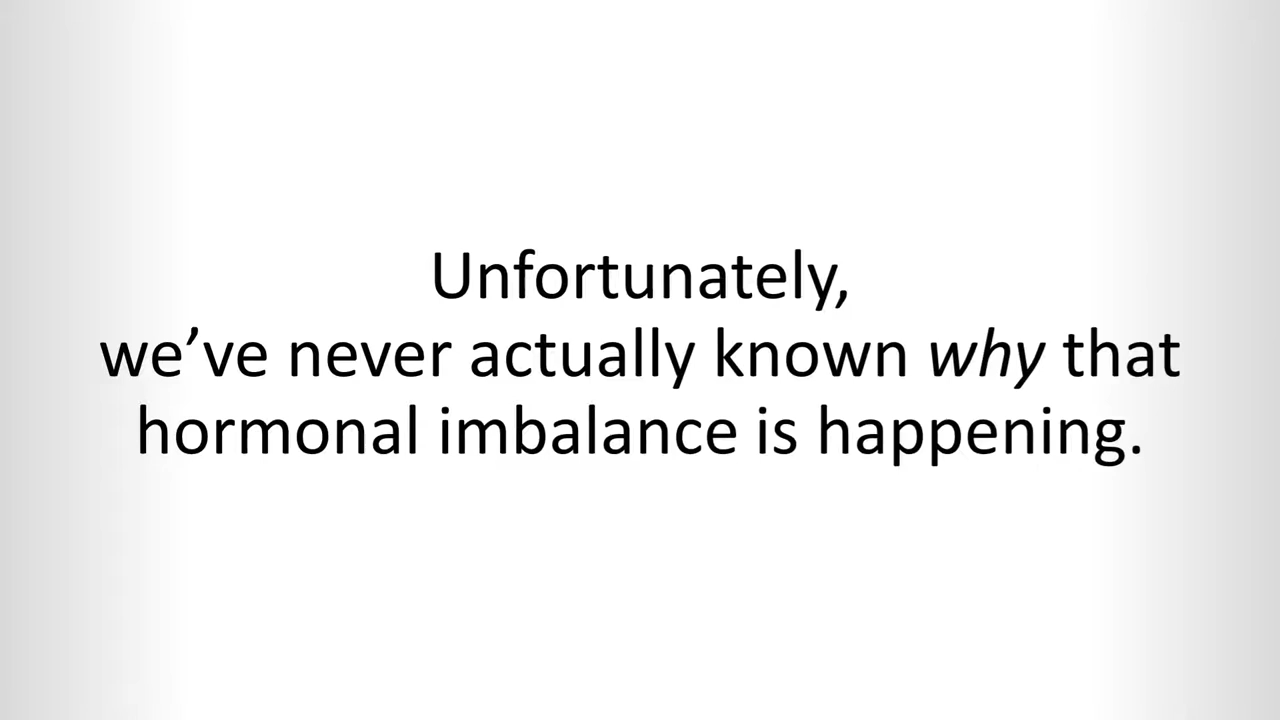 Unfortunately,
we’ve never actually known why that
hormonal imbalance is happening.